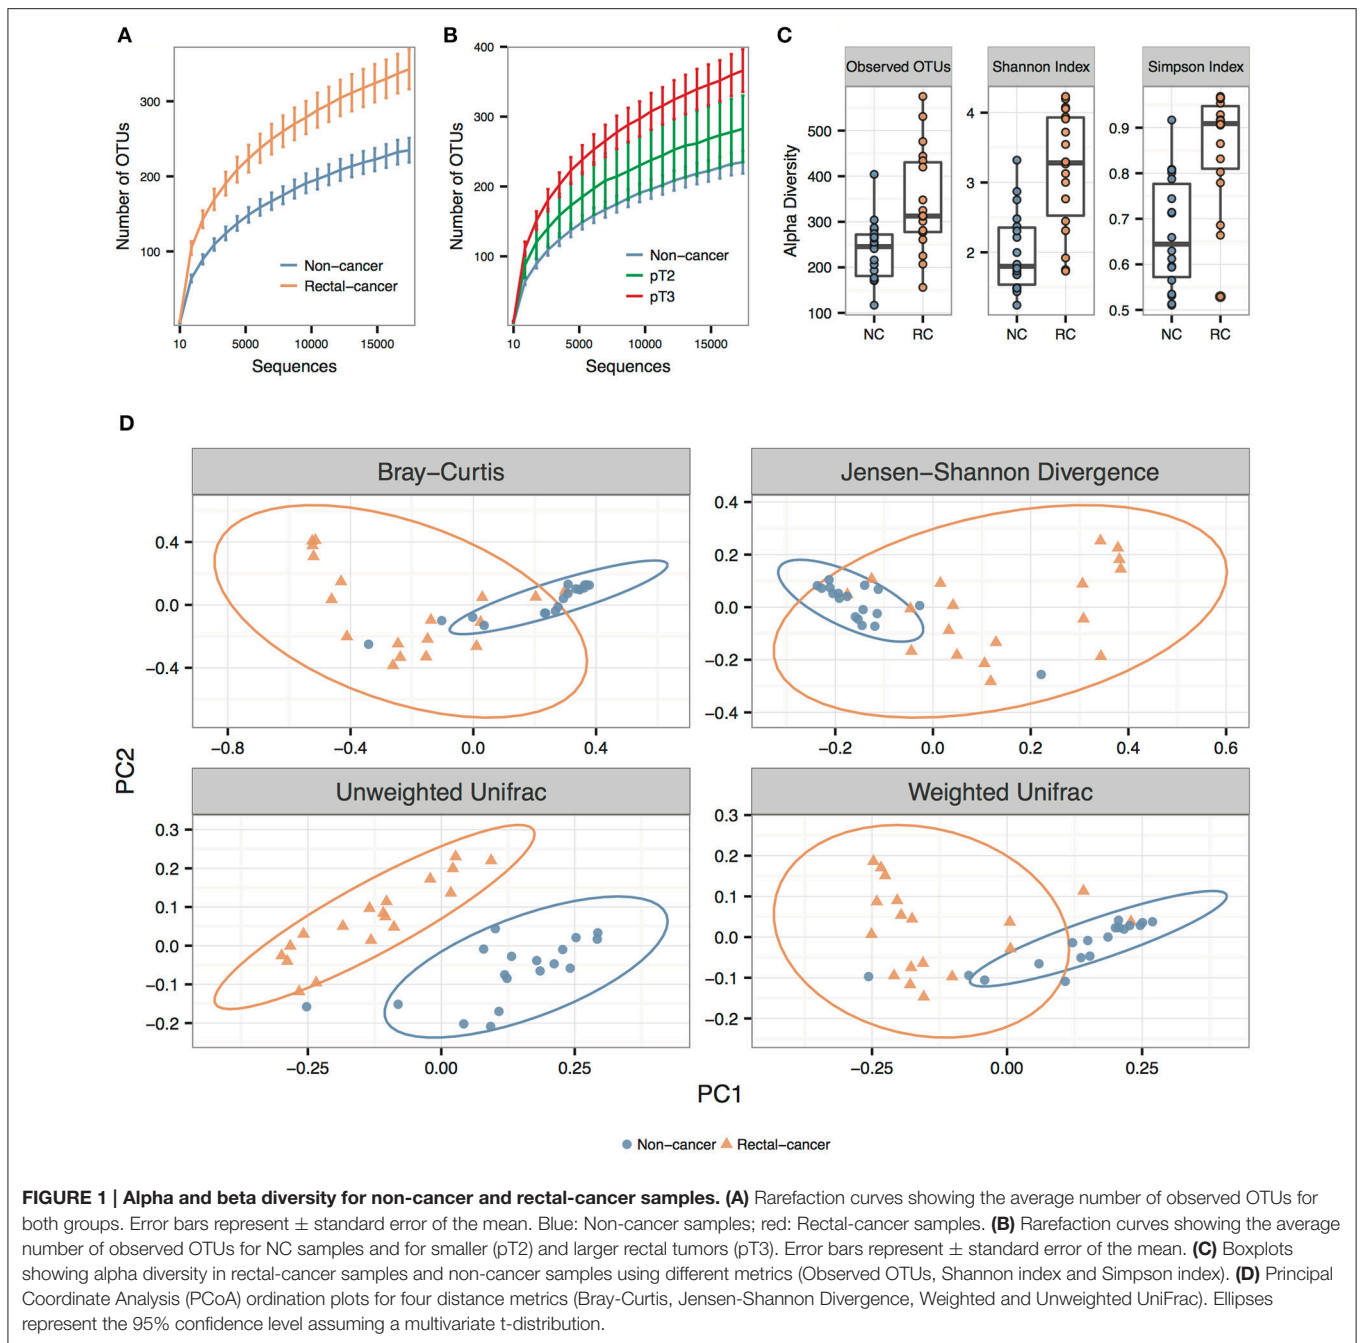 A
B
C
Number of OTUs
300
200
100
10
5000
10000
15000
Sequences
Non-cancer
Rectal-cancer
Number of OTUs
400
300
200
100
10
5000
10000
15000
Sequences
Non-cancer
pT2
pT3
Alpha Diversity
Observed OTUs
500
400
300
200
100
NC
RC
Shannon Index
4
3
2
NC
RC
Simpson Index
0.9
0.8
0.7
0.6
0.5
NC
RC
D
PC2
Bray-Curtis
0.4
0.0
-0.4
-0.8
-0.4
0.0
0.4
Jensen-Shannon Divergence
0.4
0.2
0.0
-0.2
-0.4
-0.2
0.0
0.2
0.4
0.6
Unweighted Unifrac
0.3
0.2
0.1
0.0
-0.1
-0.2
-0.25
0.00
0.25
Weighted Unifrac
0.3
0.2
0.1
0.0
-0.1
-0.2
-0.25
0.00
0.25
PC1
Non-cancer Rectal-cancer
FIGURE 1 | Alpha and beta diversity for non-cancer and rectal-cancer samples. (A) Rarefaction curves showing the average number of observed OTUs for
both groups. Error bars represent ± standard error of the mean. Blue: Non-cancer samples; red: Rectal-cancer samples. (B) Rarefaction curves showing the average
number of observed OTUs for NC samples and for smaller (pT2) and larger rectal tumors (pT3). Error bars represent ± standard error of the mean. (C) Boxplots
showing alpha diversity in rectal-cancer samples and non-cancer samples using different metrics (Observed OTUs, Shannon index and Simpson index). (D) Principal
Coordinate Analysis (PCoA) ordination plots for four distance metrics (Bray-Curtis, Jensen-Shannon Divergence, Weighted and Unweighted UniFrac). Ellipses
represent the 95% confidence level assuming a multivariate t-distribution.